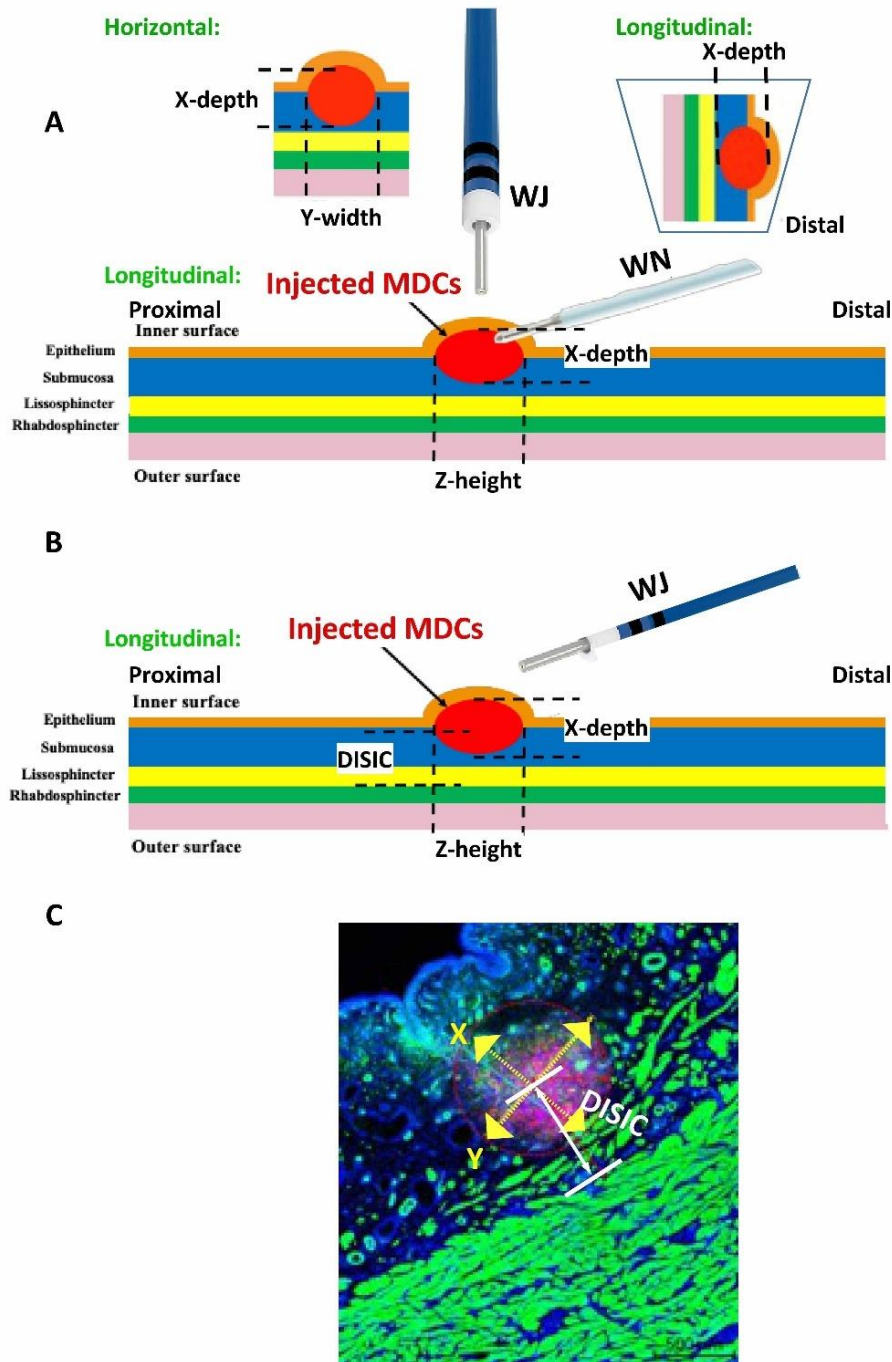 Horizontal:
Longitudinal:
X-depth
A
X-depth
Y-width
WJ
Distal
Longitudinal:
Injected MDCs
WN
Proximal
Distal
Inner surface
Epithelium
X-depth
Submucosa
Lissosphincter
Rhabdosphincter
Outer surface
Z-height
B
WJ
Longitudinal:
Injected MDCs
Proximal
Distal
Inner surface
Epithelium
X-depth
Submucosa
DISIC
Lissosphincter
Rhabdosphincter
Outer surface
Z-height
C
X
DISIC
Y